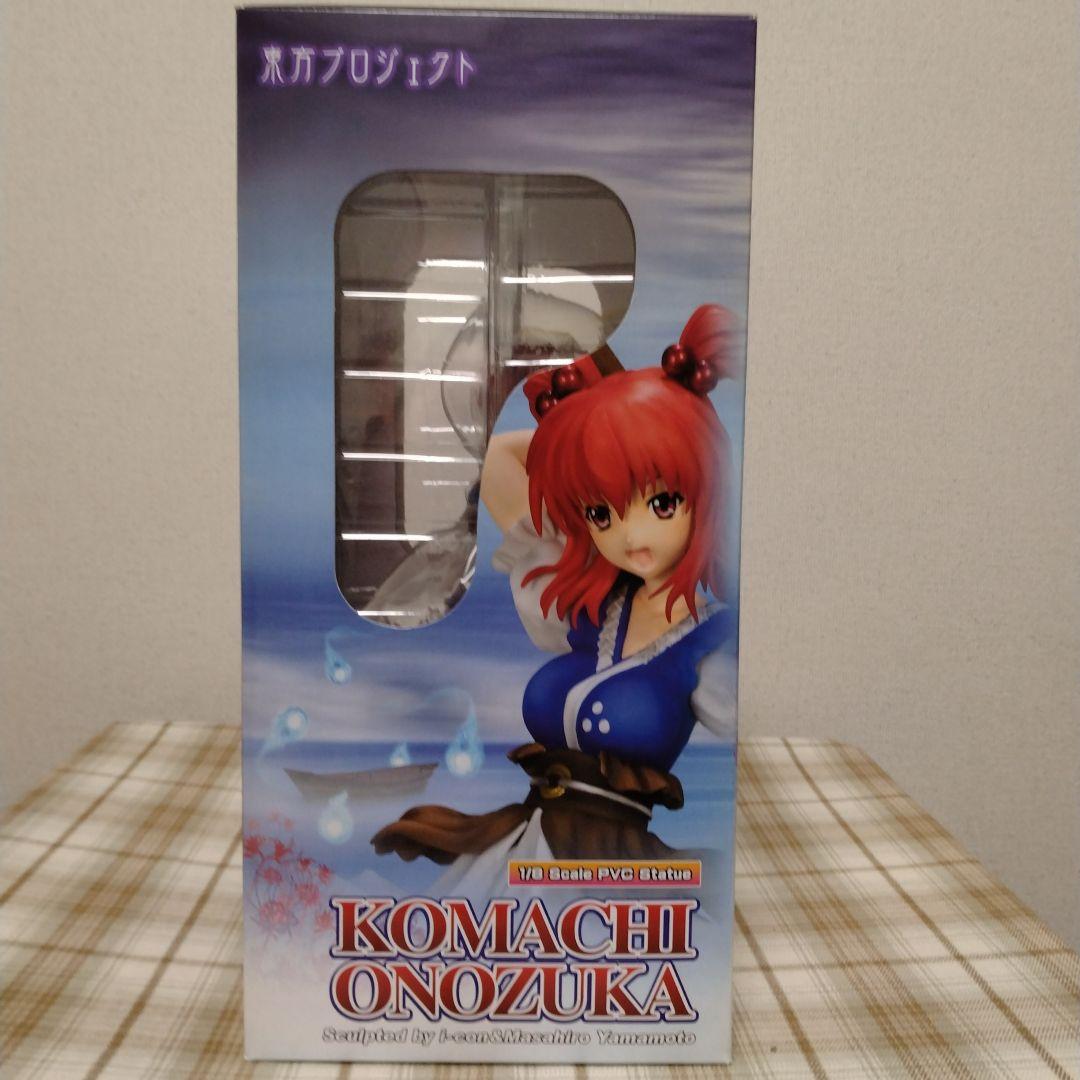 東方プロジェクト
1/8 Scale PVC Statue
KOMACHI
ONOZUKA
Sculpted by i-con&Masahiro Yamamoto